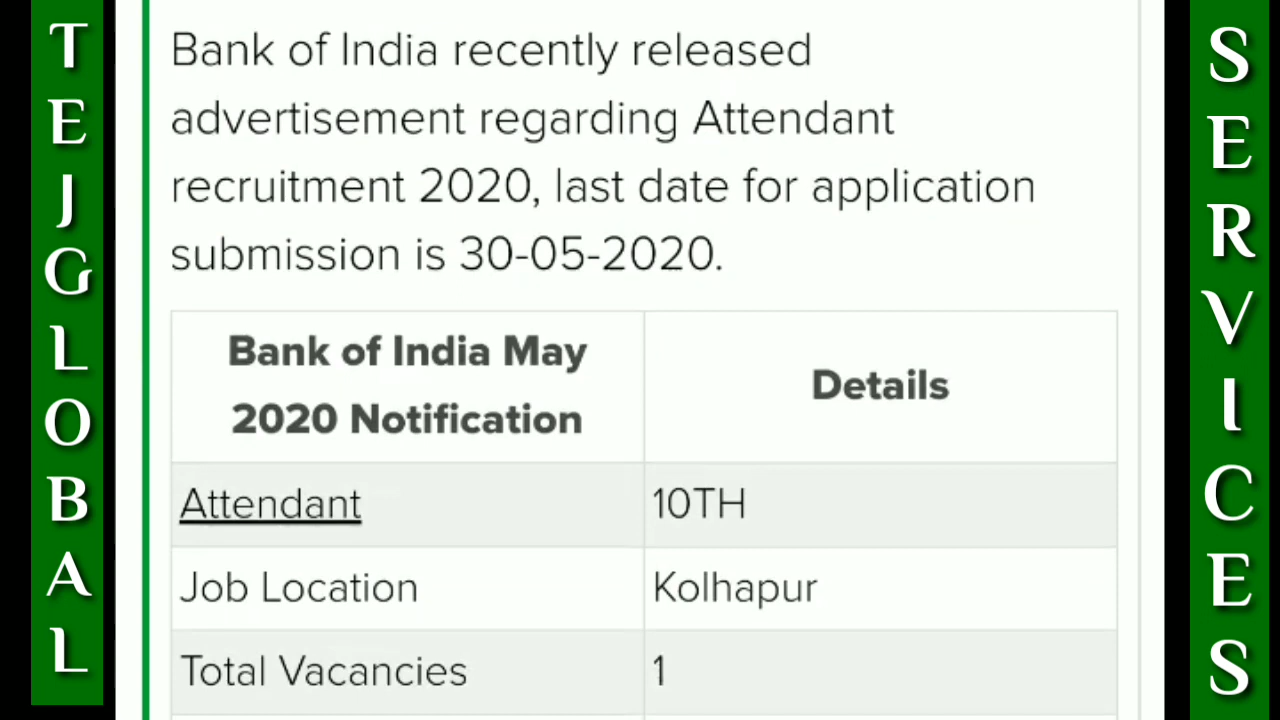 TEJGLOBAL
Bank of India recently released
advertisement regarding Attendant
recruitment 2020, last date for application
submission is 30-05-2020.
Bank of India May
2020 Notification
Details
Attendant
10TH
Job Location
Kolhapur
Total Vacancies
1
SERVICES